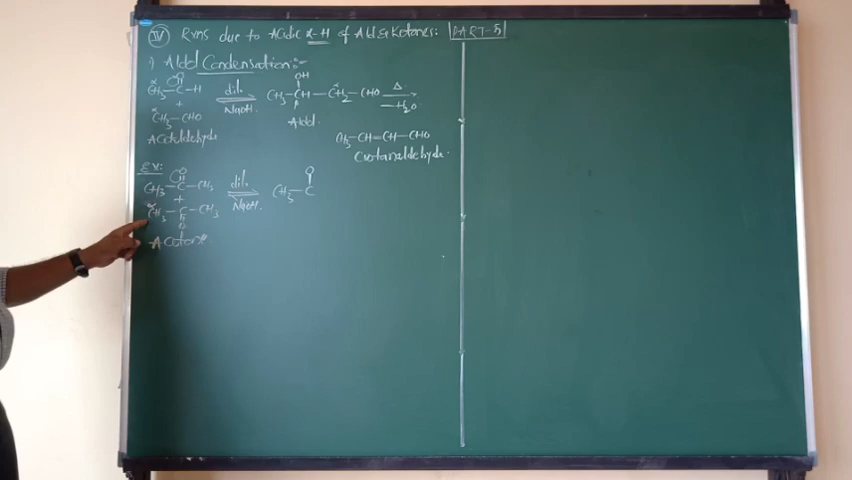 IV Rxns due to Acidic α-H of Ald & Ketones: PART-5
i) Aldol Condensation:-
O OH
α CH3-C-H dil. CH3-CH-CH2-CHO Δ
+ NaOH. β α -H2O
α CH3-CHO Aldol.
Acetaldehyde CH3-CH=CH-CHO
Crotonaldehyde.
Ex:
O O
CH3-C-CH3 dil. CH3-C
+ NaOH.
α CH3-C-CH3
O
Acetone